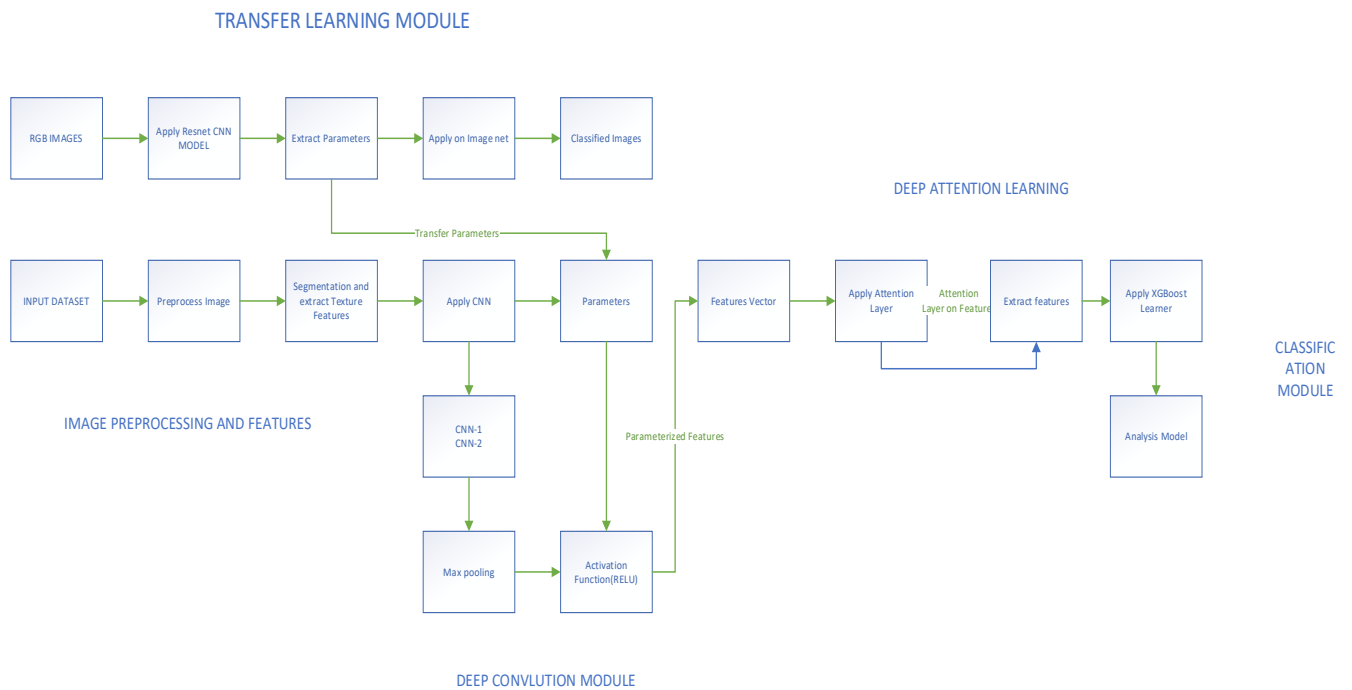 TRANSFER LEARNING MODULE
RGB IMAGES
Apply Resnet CNN
MODEL
Extract Parameters
Apply on Image net
Classified Images
DEEP ATTENTION LEARNING
Transfer Parameters
INPUT DATASET
Preprocess Image
Segmentation and
extract Texture
Features
Apply CNN
Parameters
Features Vector
Apply Attention
Layer
Attention
Layer on Feature
Extract features
Apply XGBoost
Learner
CLASSIFIC
ATION
MODULE
IMAGE PREPROCESSING AND FEATURES
CNN-1
CNN-2
Parameterized Features
Analysis Model
Max pooling
Activation
Function(RELU)
DEEP CONVLUTION MODULE